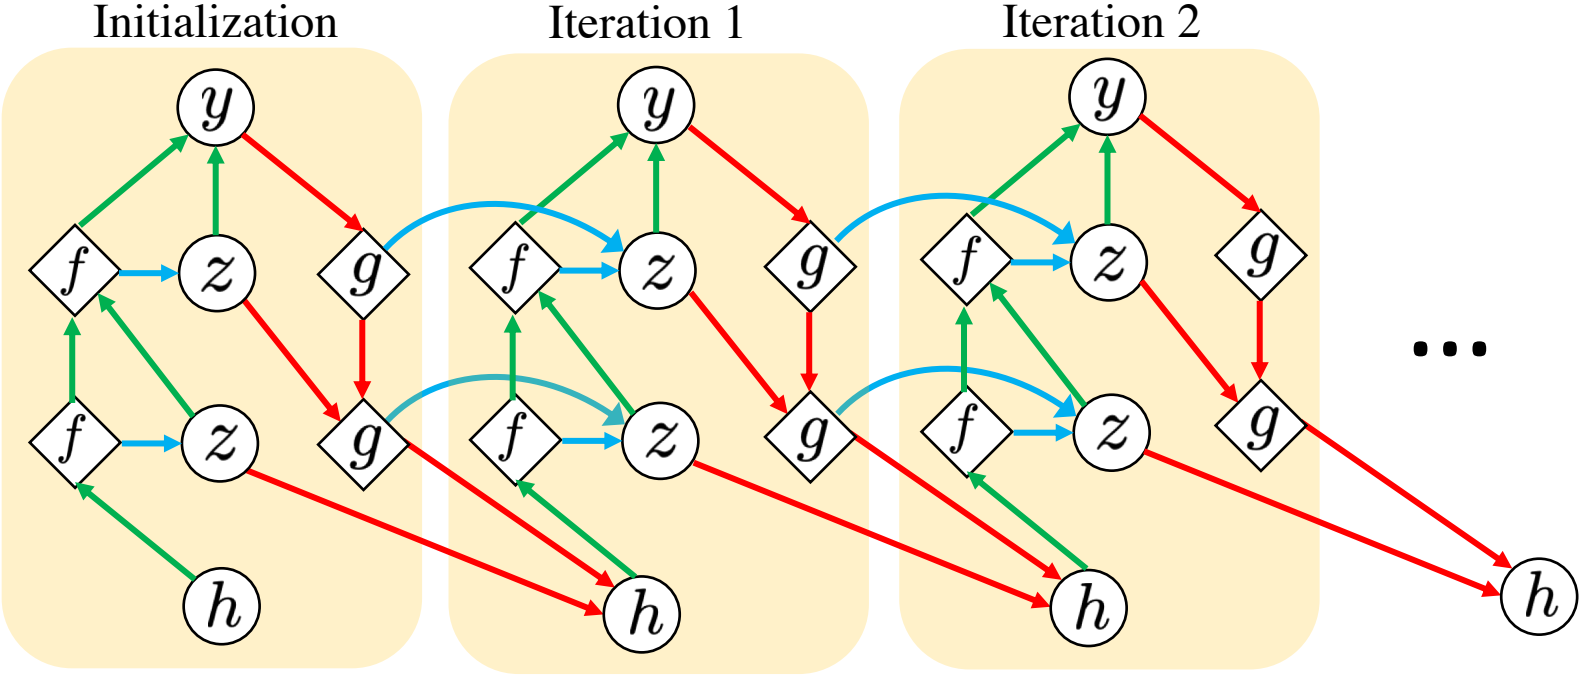 Initialization Iteration 1 Iteration 2
y y y
f z g f z g f z g
...
f z g f z g f z g
h h h h